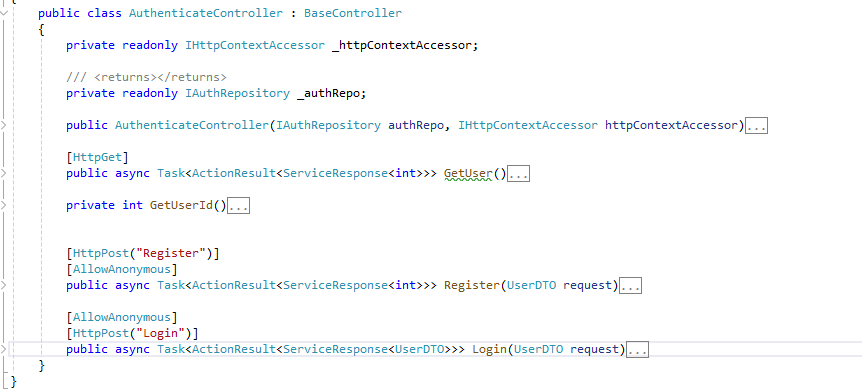 public class AuthenticateController : BaseController
{
private readonly IHttpContextAccessor _httpContextAccessor;
/// <returns></returns>
private readonly IAuthRepository _authRepo;
public AuthenticateController(IAuthRepository authRepo, IHttpContextAccessor httpContextAccessor)...
[HttpGet]
public async Task<ActionResult<ServiceResponse<int>>> GetUser()...
private int GetUserId()...
[HttpPost("Register")]
[AllowAnonymous]
public async Task<ActionResult<ServiceResponse<int>>> Register(UserDTO request)...
[AllowAnonymous]
[HttpPost("Login")]
public async Task<ActionResult<ServiceResponse<UserDTO>>> Login(UserDTO request)...
}
}